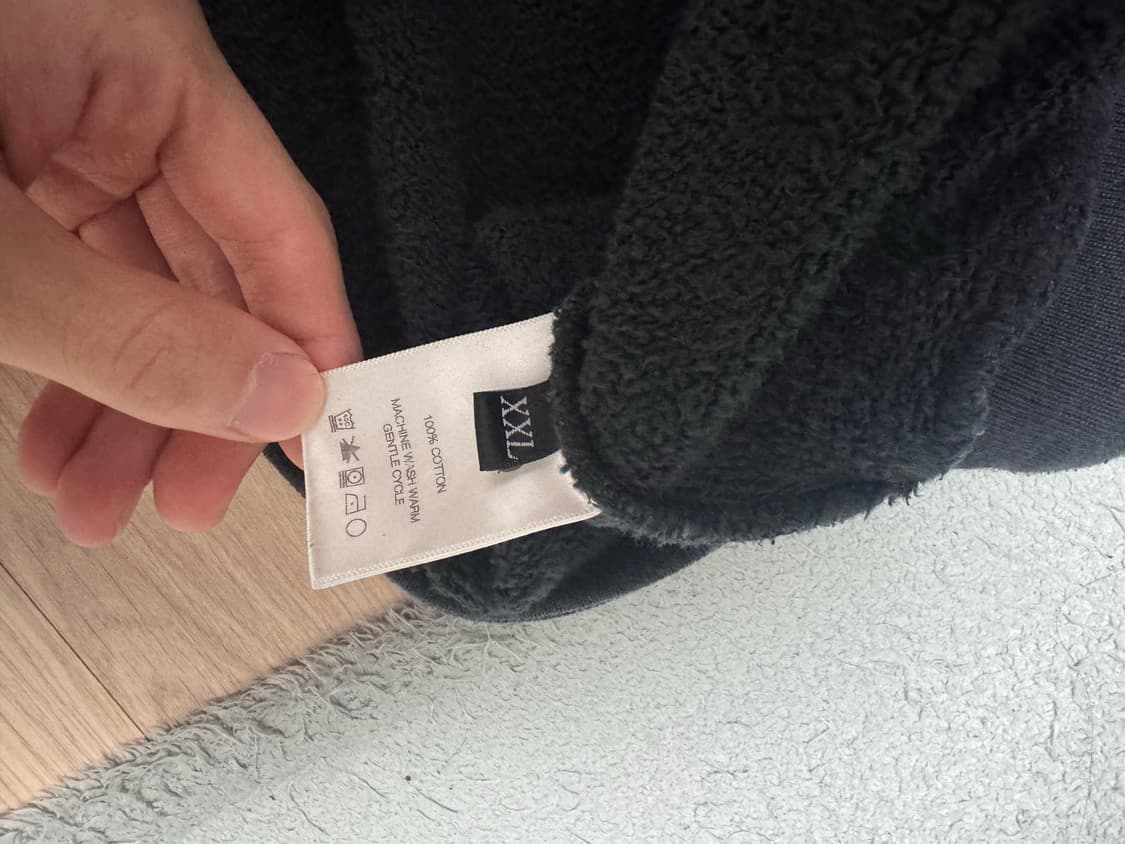 XXL
100% COTTON
MACHINE WASH WARM
GENTLE CYCLE